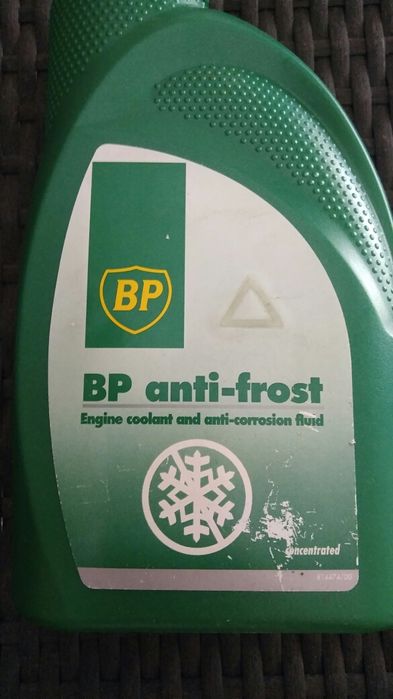 BP
BP anti-frost
Engine coolant and anti-corrosion fluid
concentrated